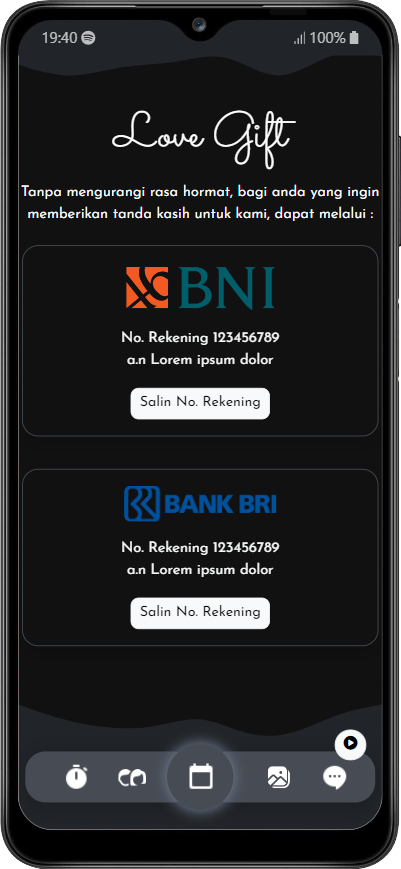 19:40
100%
Love Gift
Tanpa mengurangi rasa hormat, bagi anda yang ingin
memberikan tanda kasih untuk kami, dapat melalui :
BNI
No. Rekening 123456789
a.n Lorem ipsum dolor
Salin No. Rekening
BANK BRI
No. Rekening 123456789
a.n Lorem ipsum dolor
Salin No. Rekening